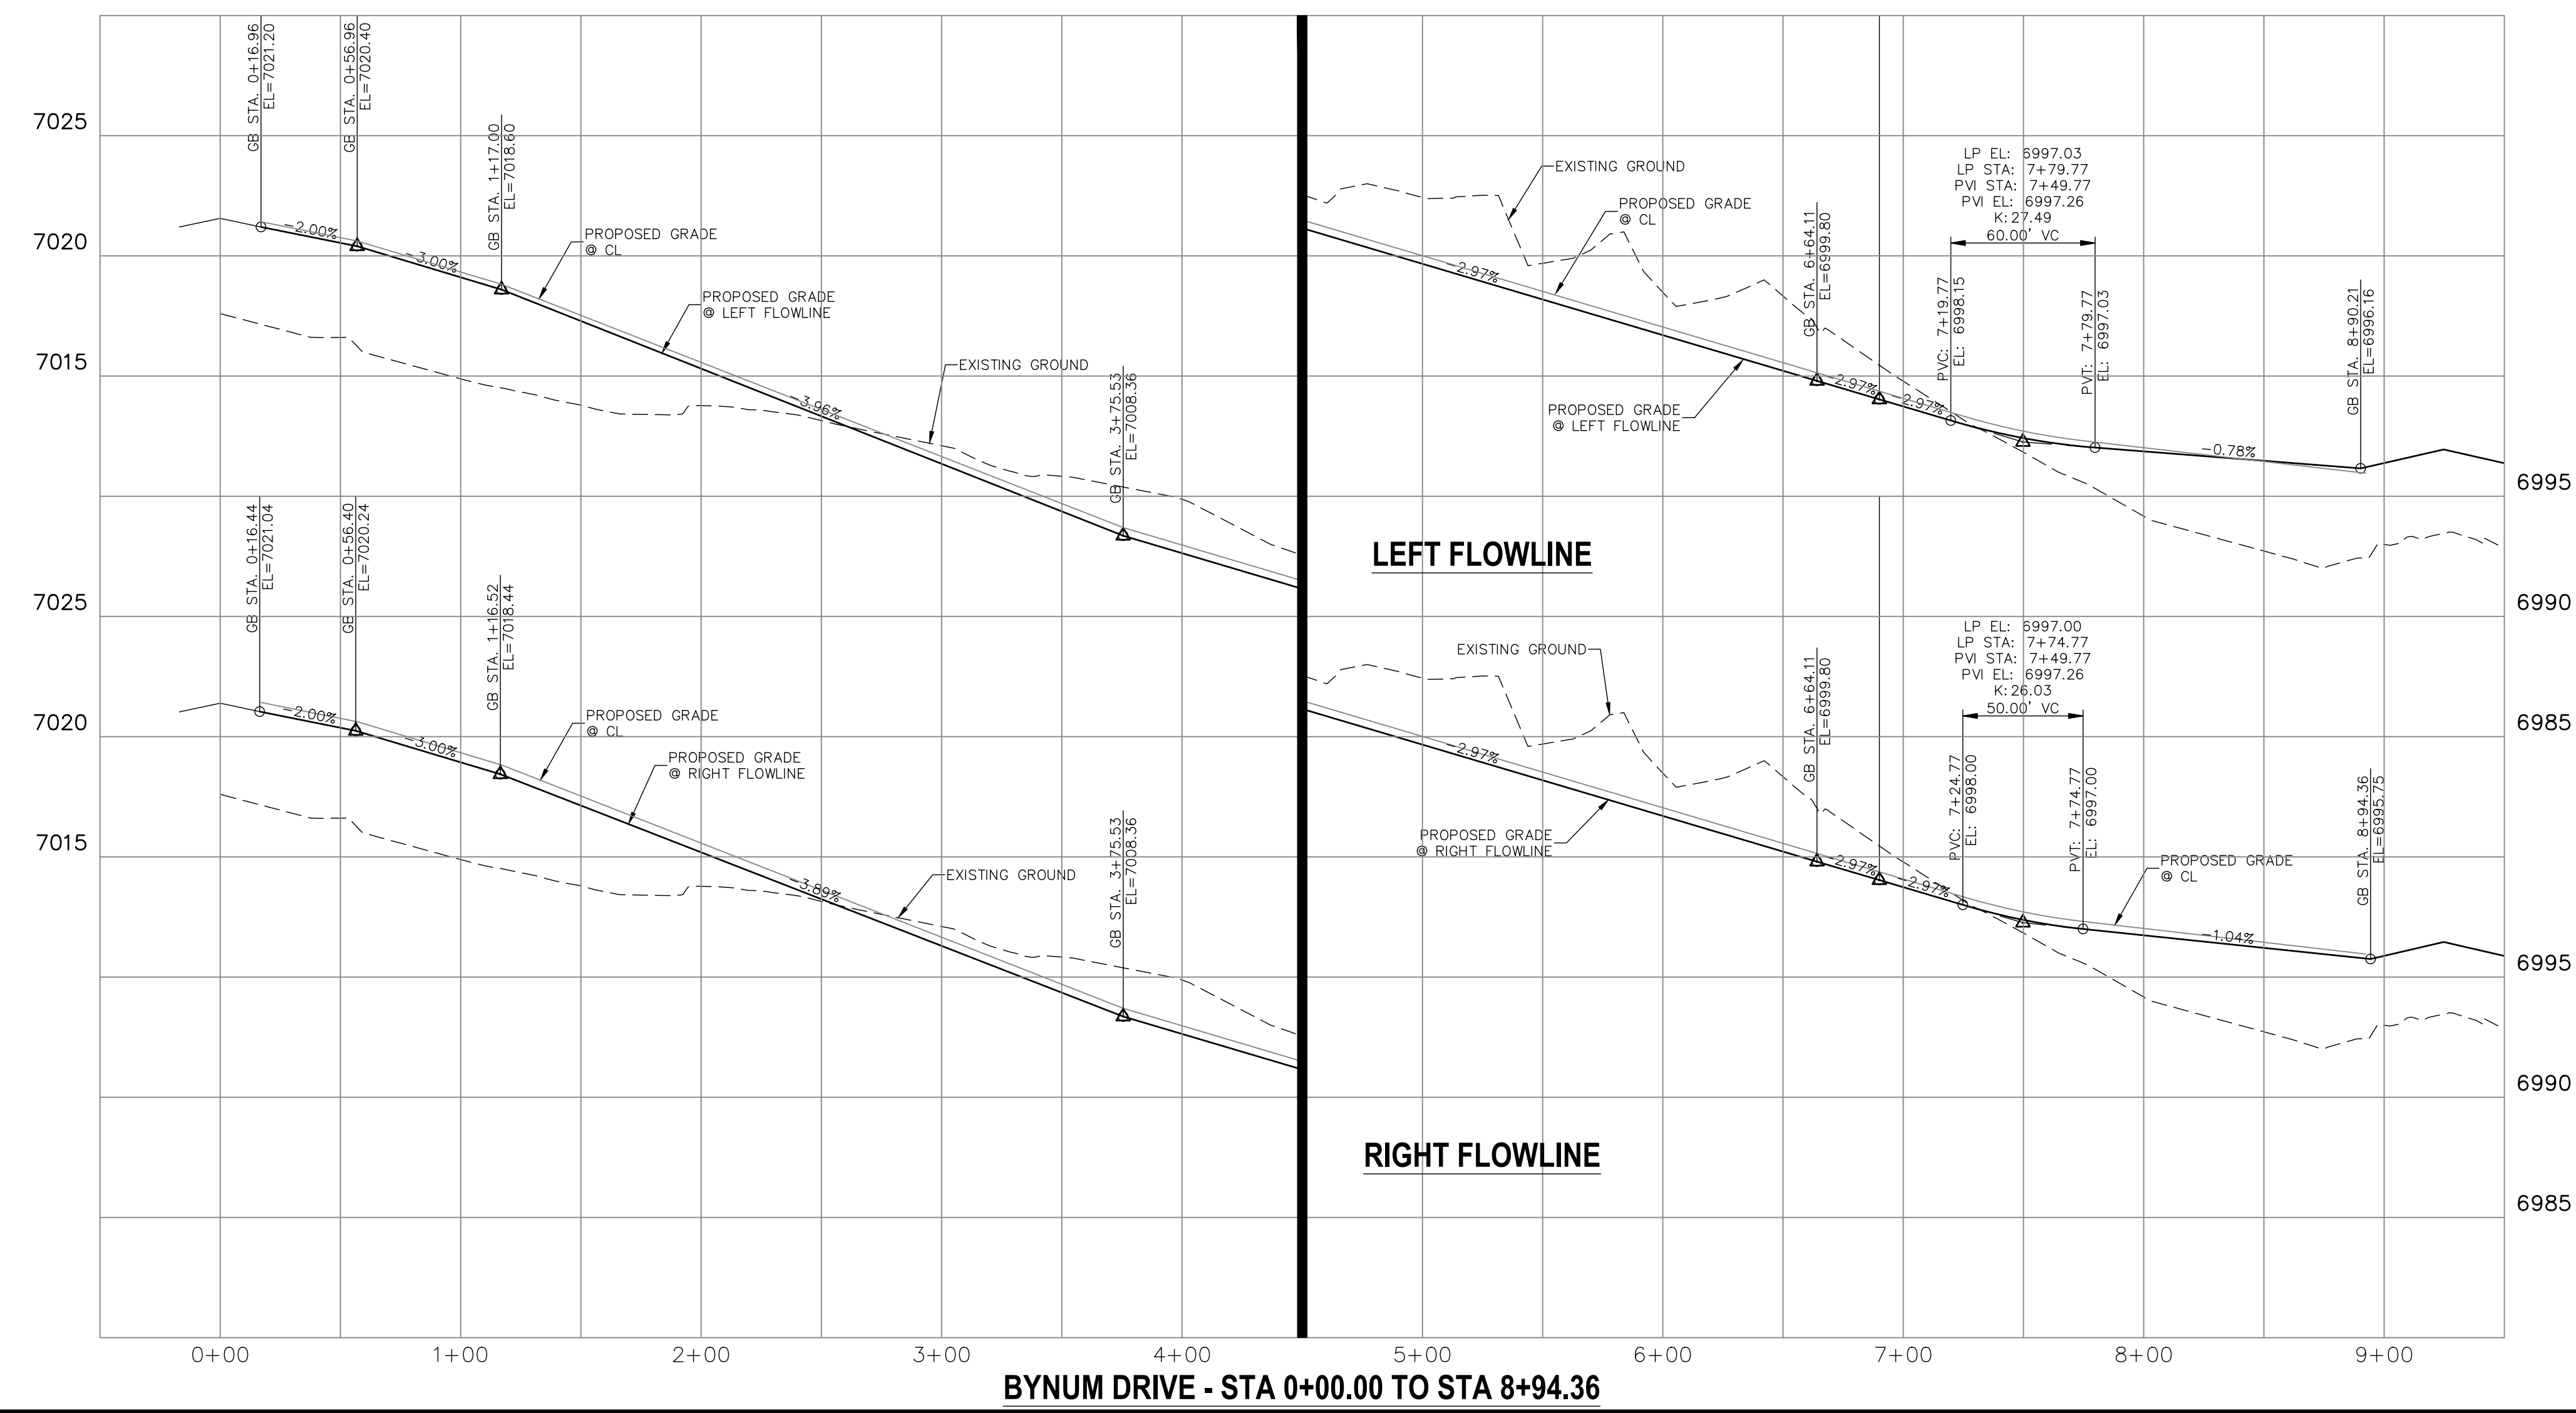 GB STA. 0+16.96
EL=7021.20
GB STA. 0+56.96
EL=7020.40
GB STA. 1+17.00
EL=7018.60
7025
7020
7015
-2.00%
-3.00%
PROPOSED GRADE
@ CL
PROPOSED GRADE
@ LEFT FLOWLINE
-3.96%
EXISTING GROUND
GB STA. 3+75.53
EL=7008.36
EXISTING GROUND
PROPOSED GRADE
@ CL
-2.97%
GB STA. 6+64.11
EL=6999.80
PROPOSED GRADE
@ LEFT FLOWLINE
-2.97%
-2.97%
LP EL: 6997.03
LP STA: 7+79.77
PVI STA: 7+49.77
PVI EL: 6997.26
K: 27.49
60.00' VC
PVC: 7+19.77
EL: 6998.15
PVT: 7+79.77
EL: 6997.03
-0.78%
GB STA. 8+90.21
EL=6996.16
6995
6990
6985
LEFT FLOWLINE
GB STA. 0+16.44
EL=7021.04
GB STA. 0+56.40
EL=7020.24
GB STA. 1+16.52
EL=7018.44
7025
7020
7015
-2.00%
-3.00%
PROPOSED GRADE
@ CL
PROPOSED GRADE
@ RIGHT FLOWLINE
-3.89%
EXISTING GROUND
GB STA. 3+75.53
EL=7008.36
EXISTING GROUND
-2.97%
PROPOSED GRADE
@ RIGHT FLOWLINE
GB STA. 6+64.11
EL=6999.80
-2.97%
-2.97%
LP EL: 6997.00
LP STA: 7+74.77
PVI STA: 7+49.77
PVI EL: 6997.26
K: 26.03
50.00' VC
PVC: 7+24.77
EL: 6998.00
PVT: 7+74.77
EL: 6997.00
PROPOSED GRADE
@ CL
-1.04%
GB STA. 8+94.36
EL=6995.75
6995
6990
6985
RIGHT FLOWLINE
0+00
1+00
2+00
3+00
4+00
5+00
6+00
7+00
8+00
9+00
BYNUM DRIVE - STA 0+00.00 TO STA 8+94.36